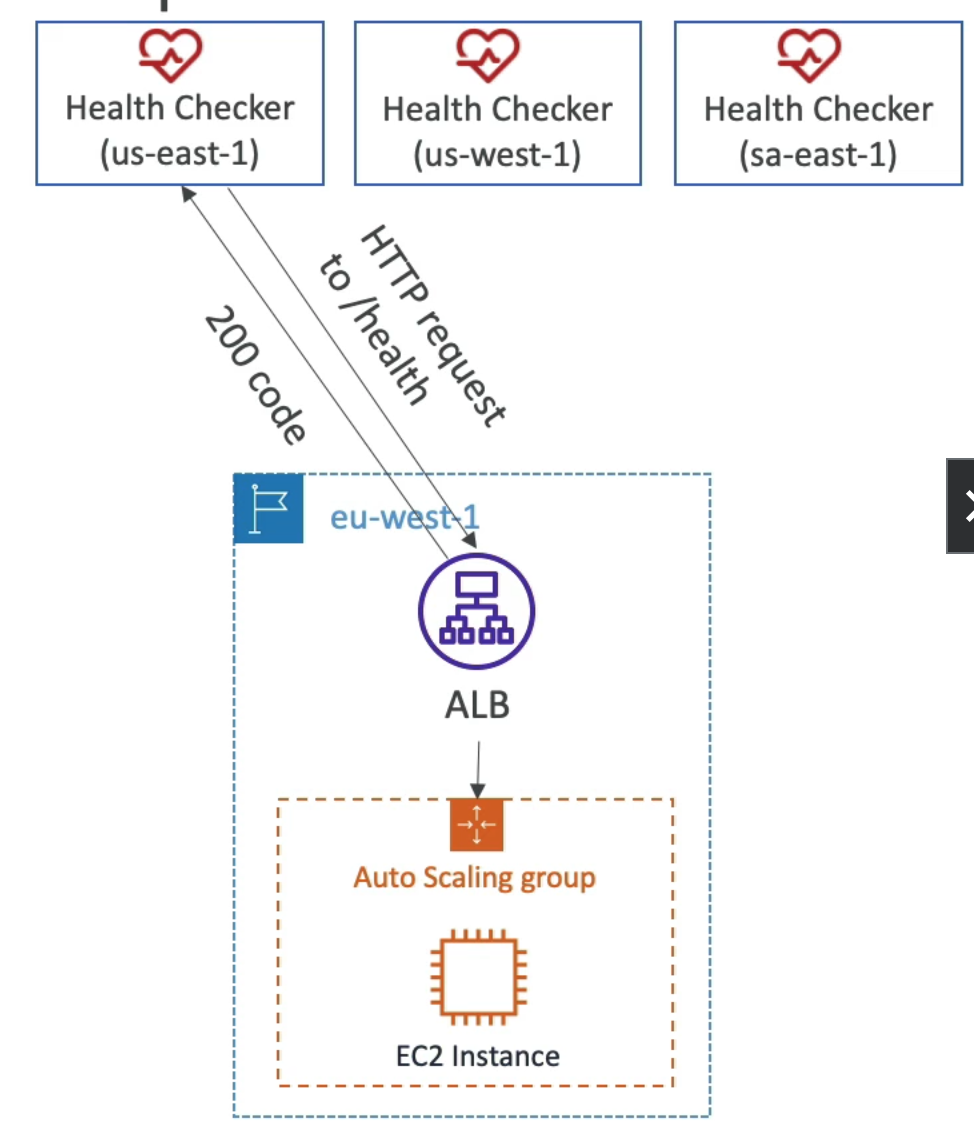 Health Checker
(us-east-1)
Health Checker
(us-west-1)
Health Checker
(sa-east-1)
HTTP request
to /health
200 code
eu-west-1
ALB
Auto Scaling group
EC2 Instance